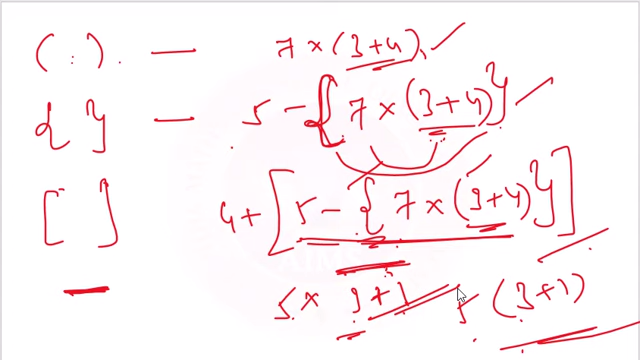 ( ) — 7 × (3+4)
{ } — 5 - {7 × (3+4)}
[ ] 4 + [5 - {7 × (3+4)}]
— 5 × 3+1 5 (3+1)